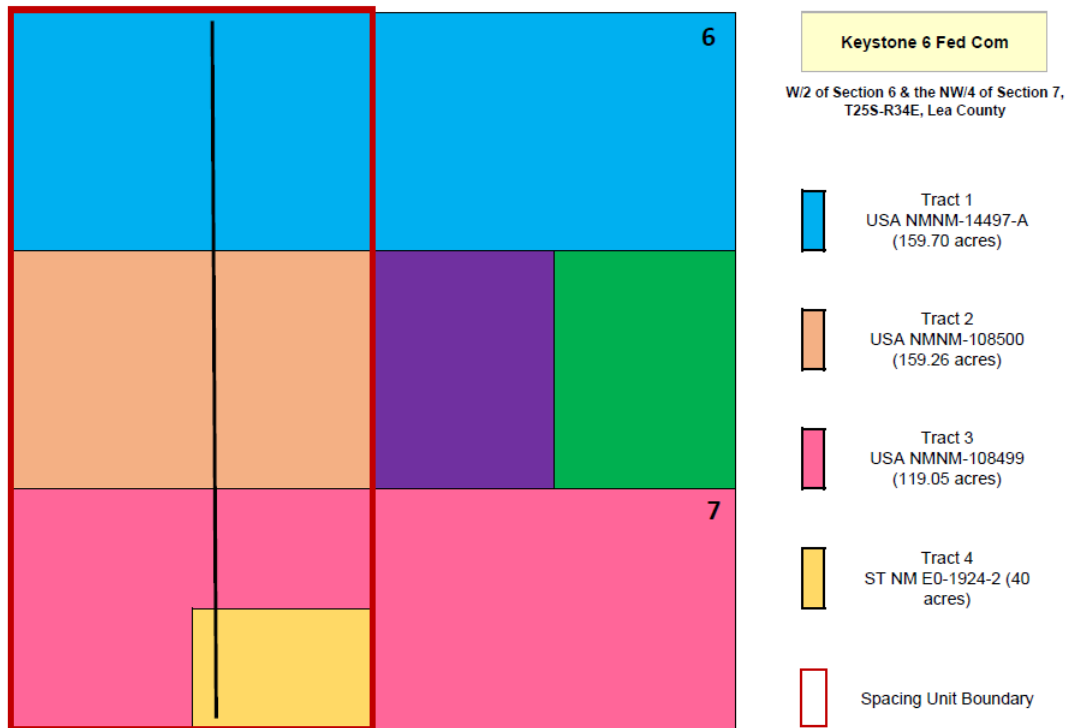 6
7
Keystone 6 Fed Com
W/2 of Section 6 & the NW/4 of Section 7,
T25S-R34E, Lea County
Tract 1
USA NMNM-14497-A
(159.70 acres)
Tract 2
USA NMNM-108500
(159.26 acres)
Tract 3
USA NMNM-108499
(119.05 acres)
Tract 4
ST NM E0-1924-2 (40
acres)
Spacing Unit Boundary